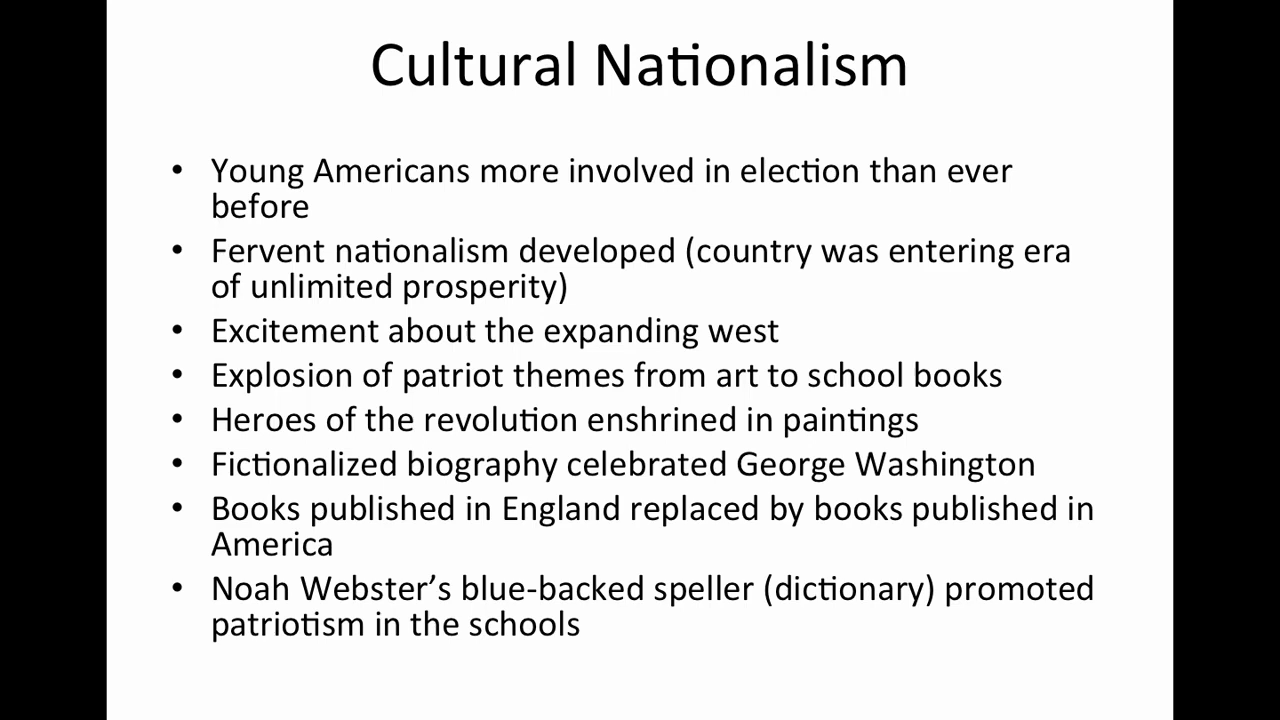 Cultural Nationalism
• Young Americans more involved in election than ever
before
• Fervent nationalism developed (country was entering era
of unlimited prosperity)
• Excitement about the expanding west
• Explosion of patriot themes from art to school books
• Heroes of the revolution enshrined in paintings
• Fictionalized biography celebrated George Washington
• Books published in England replaced by books published in
America
• Noah Webster’s blue-backed speller (dictionary) promoted
patriotism in the schools